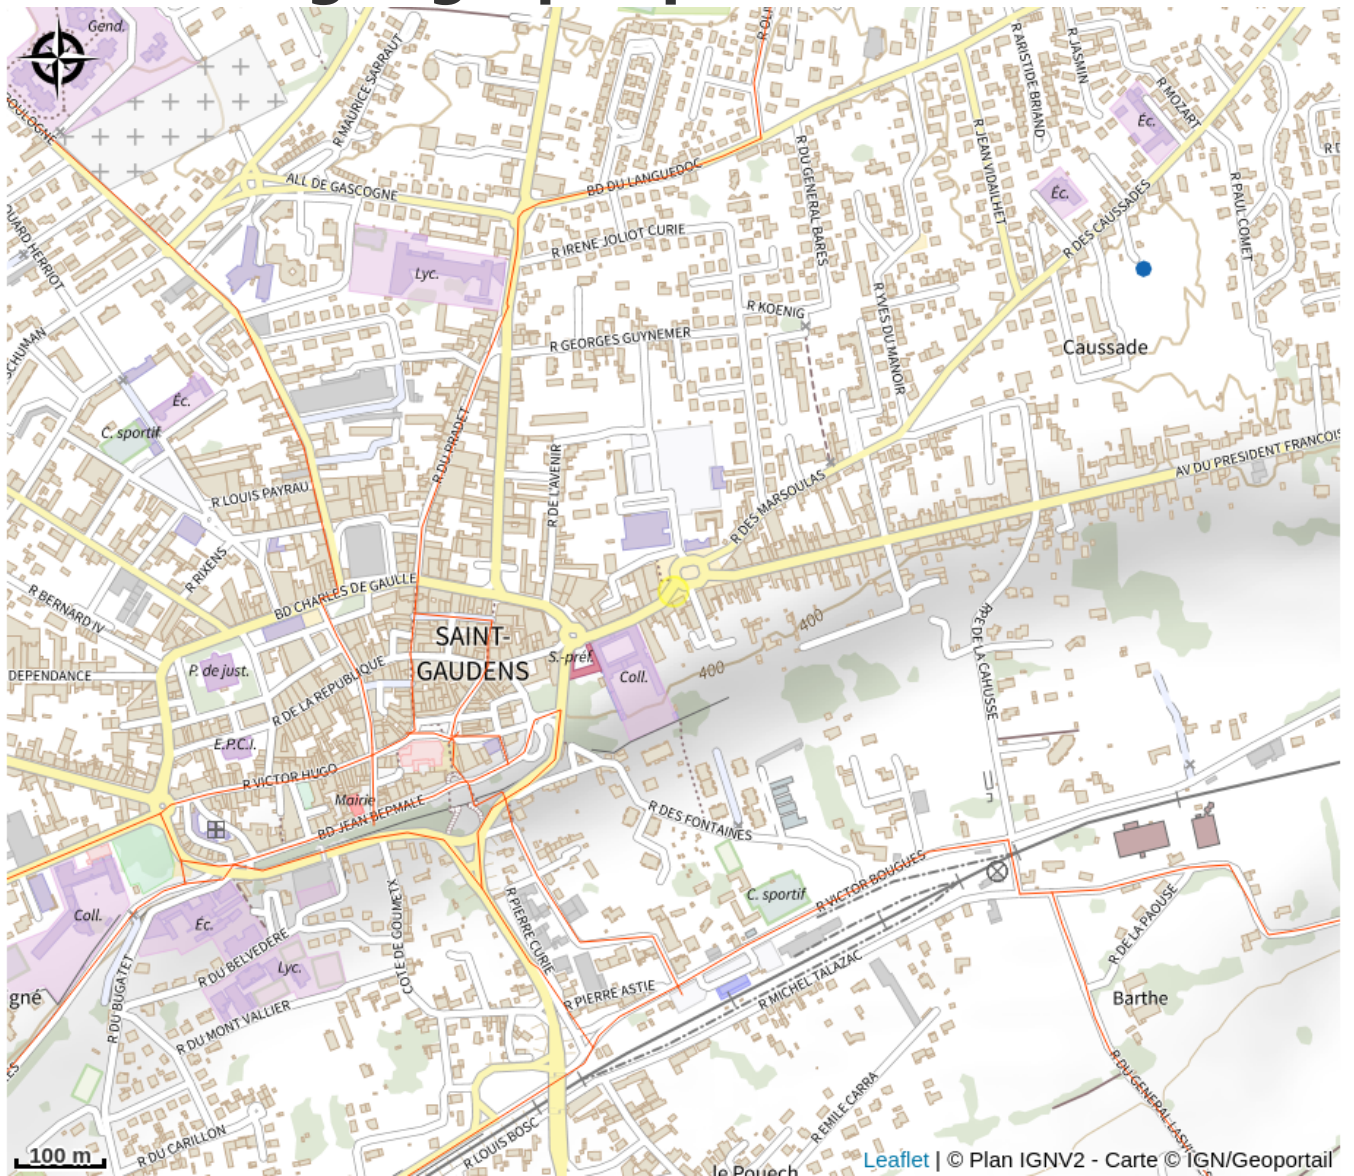 Gend.
R MAURICE SARRAUT
R ARISTIDE BRIAND
R JASMIN
R MOZART
Éc.
ALL DE GASCOGNE
BD DU LANGUEDOC
R DU GENERAL BARES
R JEAN VIDALHET
Éc.
R PAUL COMET
R DES CAUSSADES
R IRENE JOLIOT CURIE
Lyc.
R KOENIG
R YVES DU MANOIR
R GEORGES GUYNEMER
Caussade
SCHUMAN
Éc.
C. sportif
R DU PRADET
R DE L'AVENIR
AV DU PRESIDENT FRANCOIS
R LOUIS PAYRAU
R DES MARSOULAS
R RIXENS
R BERNARD IV
BD CHARLES DE GAULLE
400
SAINT-
GAUDENS
S.-préf.
RPE DE LA CAHUSSE
DEPENDANCE
P. de just.
R DE LA REPUBLIQUE
Coll.
400
E.P.C.I.
R VICTOR HUGO
Mairie
BD JEAN BEPMALE
R DES FONTAINES
R VICTOR BOUGUES
C. sportif
Coll.
Éc.
COTE DE GOUMETX
R PIERRE CURIE
R DE LA PAOUSE
R DU BELVEDERE
Lyc.
R DU BUGATET
gné
R PIERRE ASTIE
R MICHEL TALAZAC
Barthe
R DU MONT VALLIER
R DU GENERAL LASVI
R EMILE CARRA
R DU CARILLON
R LOUIS BOSC
100 m
le Pouech
Leaflet | © Plan IGNV2 - Carte © IGN/Geoportail